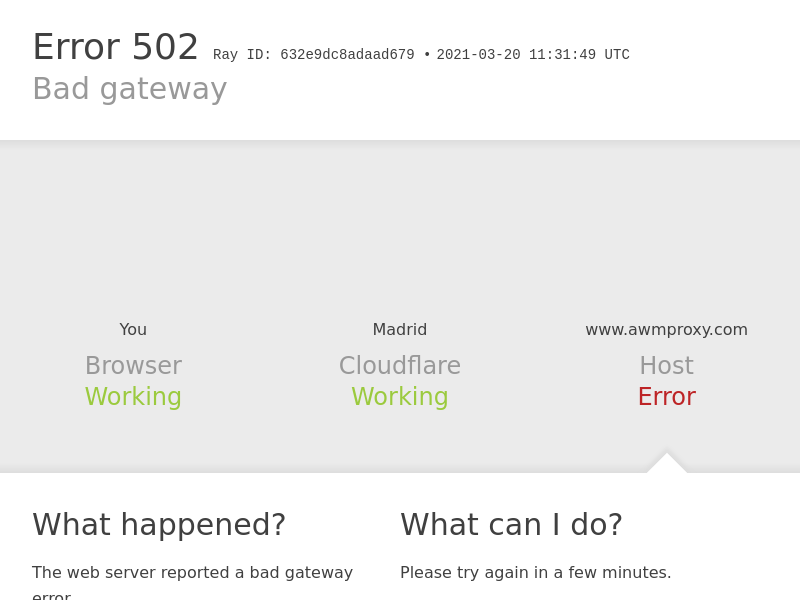 Error 502 Ray ID: 632e9dc8adaad679 • 2021-03-20 11:31:49 UTC
Bad gateway
You
Browser
Working
Madrid
Cloudflare
Working
www.awmproxy.com
Host
Error
What happened?
The web server reported a bad gateway
error.
What can I do?
Please try again in a few minutes.